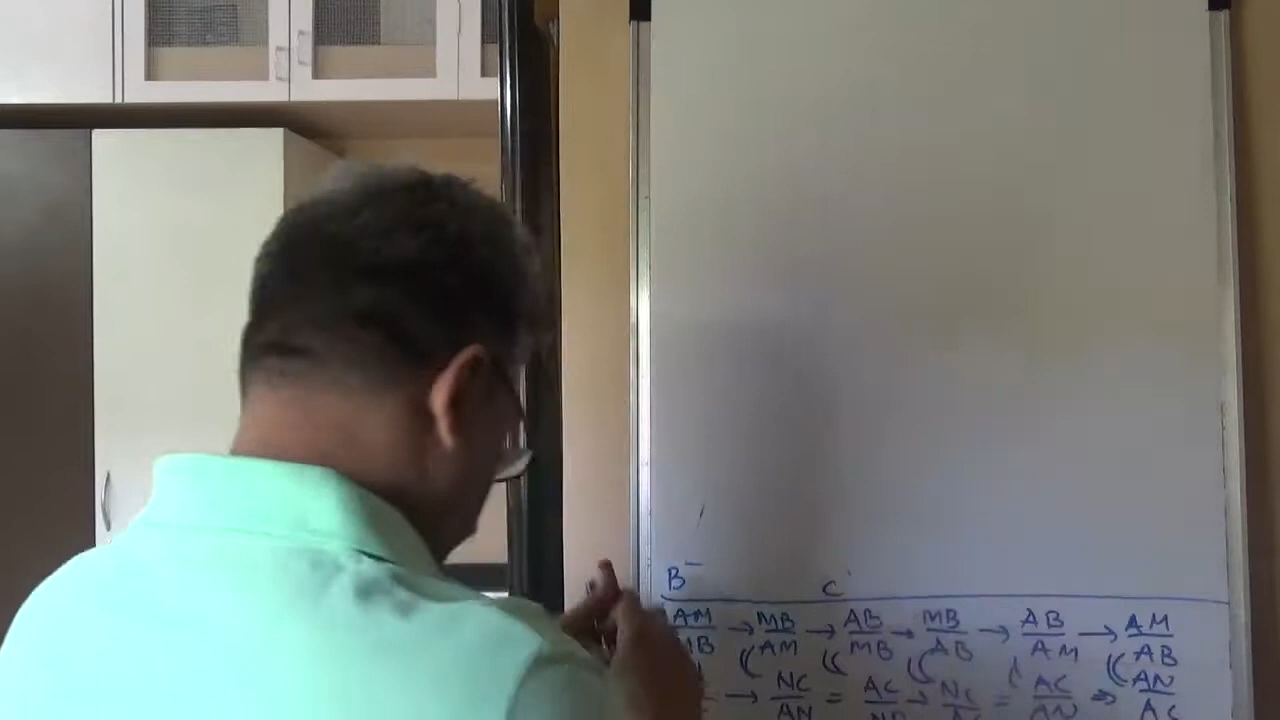 B C
AM → MB → AB → MB → AB → AM
MB AM MB AB AM AB
→ NC = AC → NC = AC ⇒ AN
AN AN AC